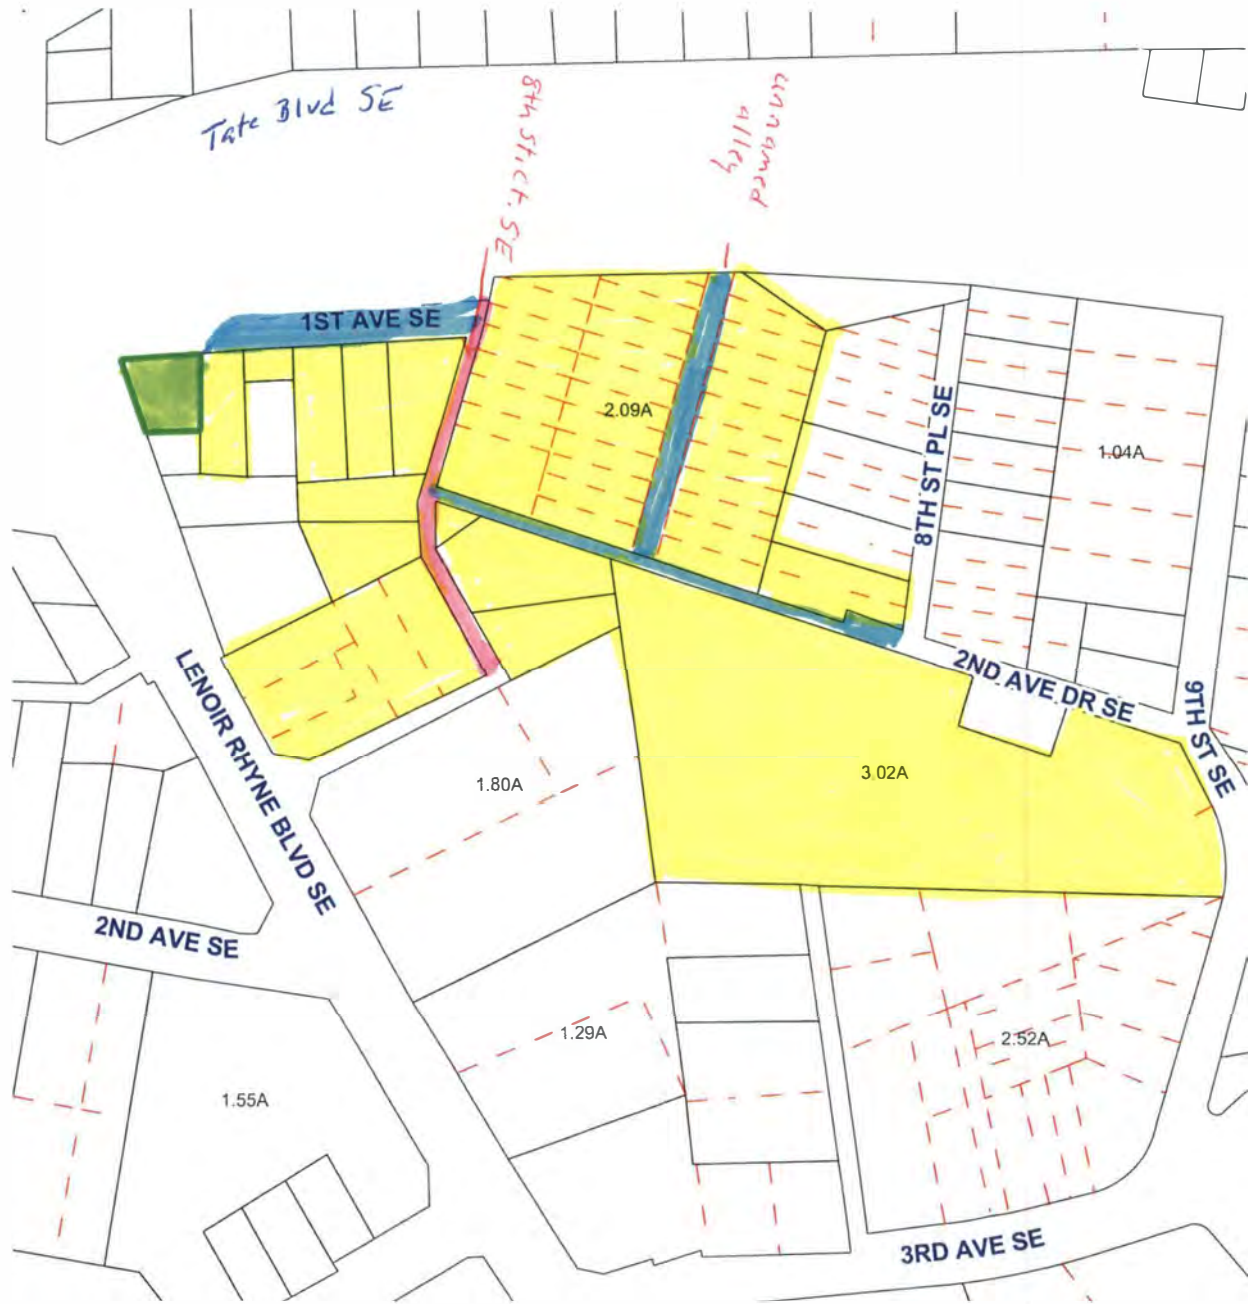 Tate Blvd SE
8th St. Ct. SE
unnamed
alley
1ST AVE SE
2.09A
8TH ST PL SE
1.04A
2ND AVE DR SE
9TH ST SE
LENOIR RHYNE BLVD SE
1.80A
3.02A
2ND AVE SE
1.29A
2.52A
1.55A
3RD AVE SE